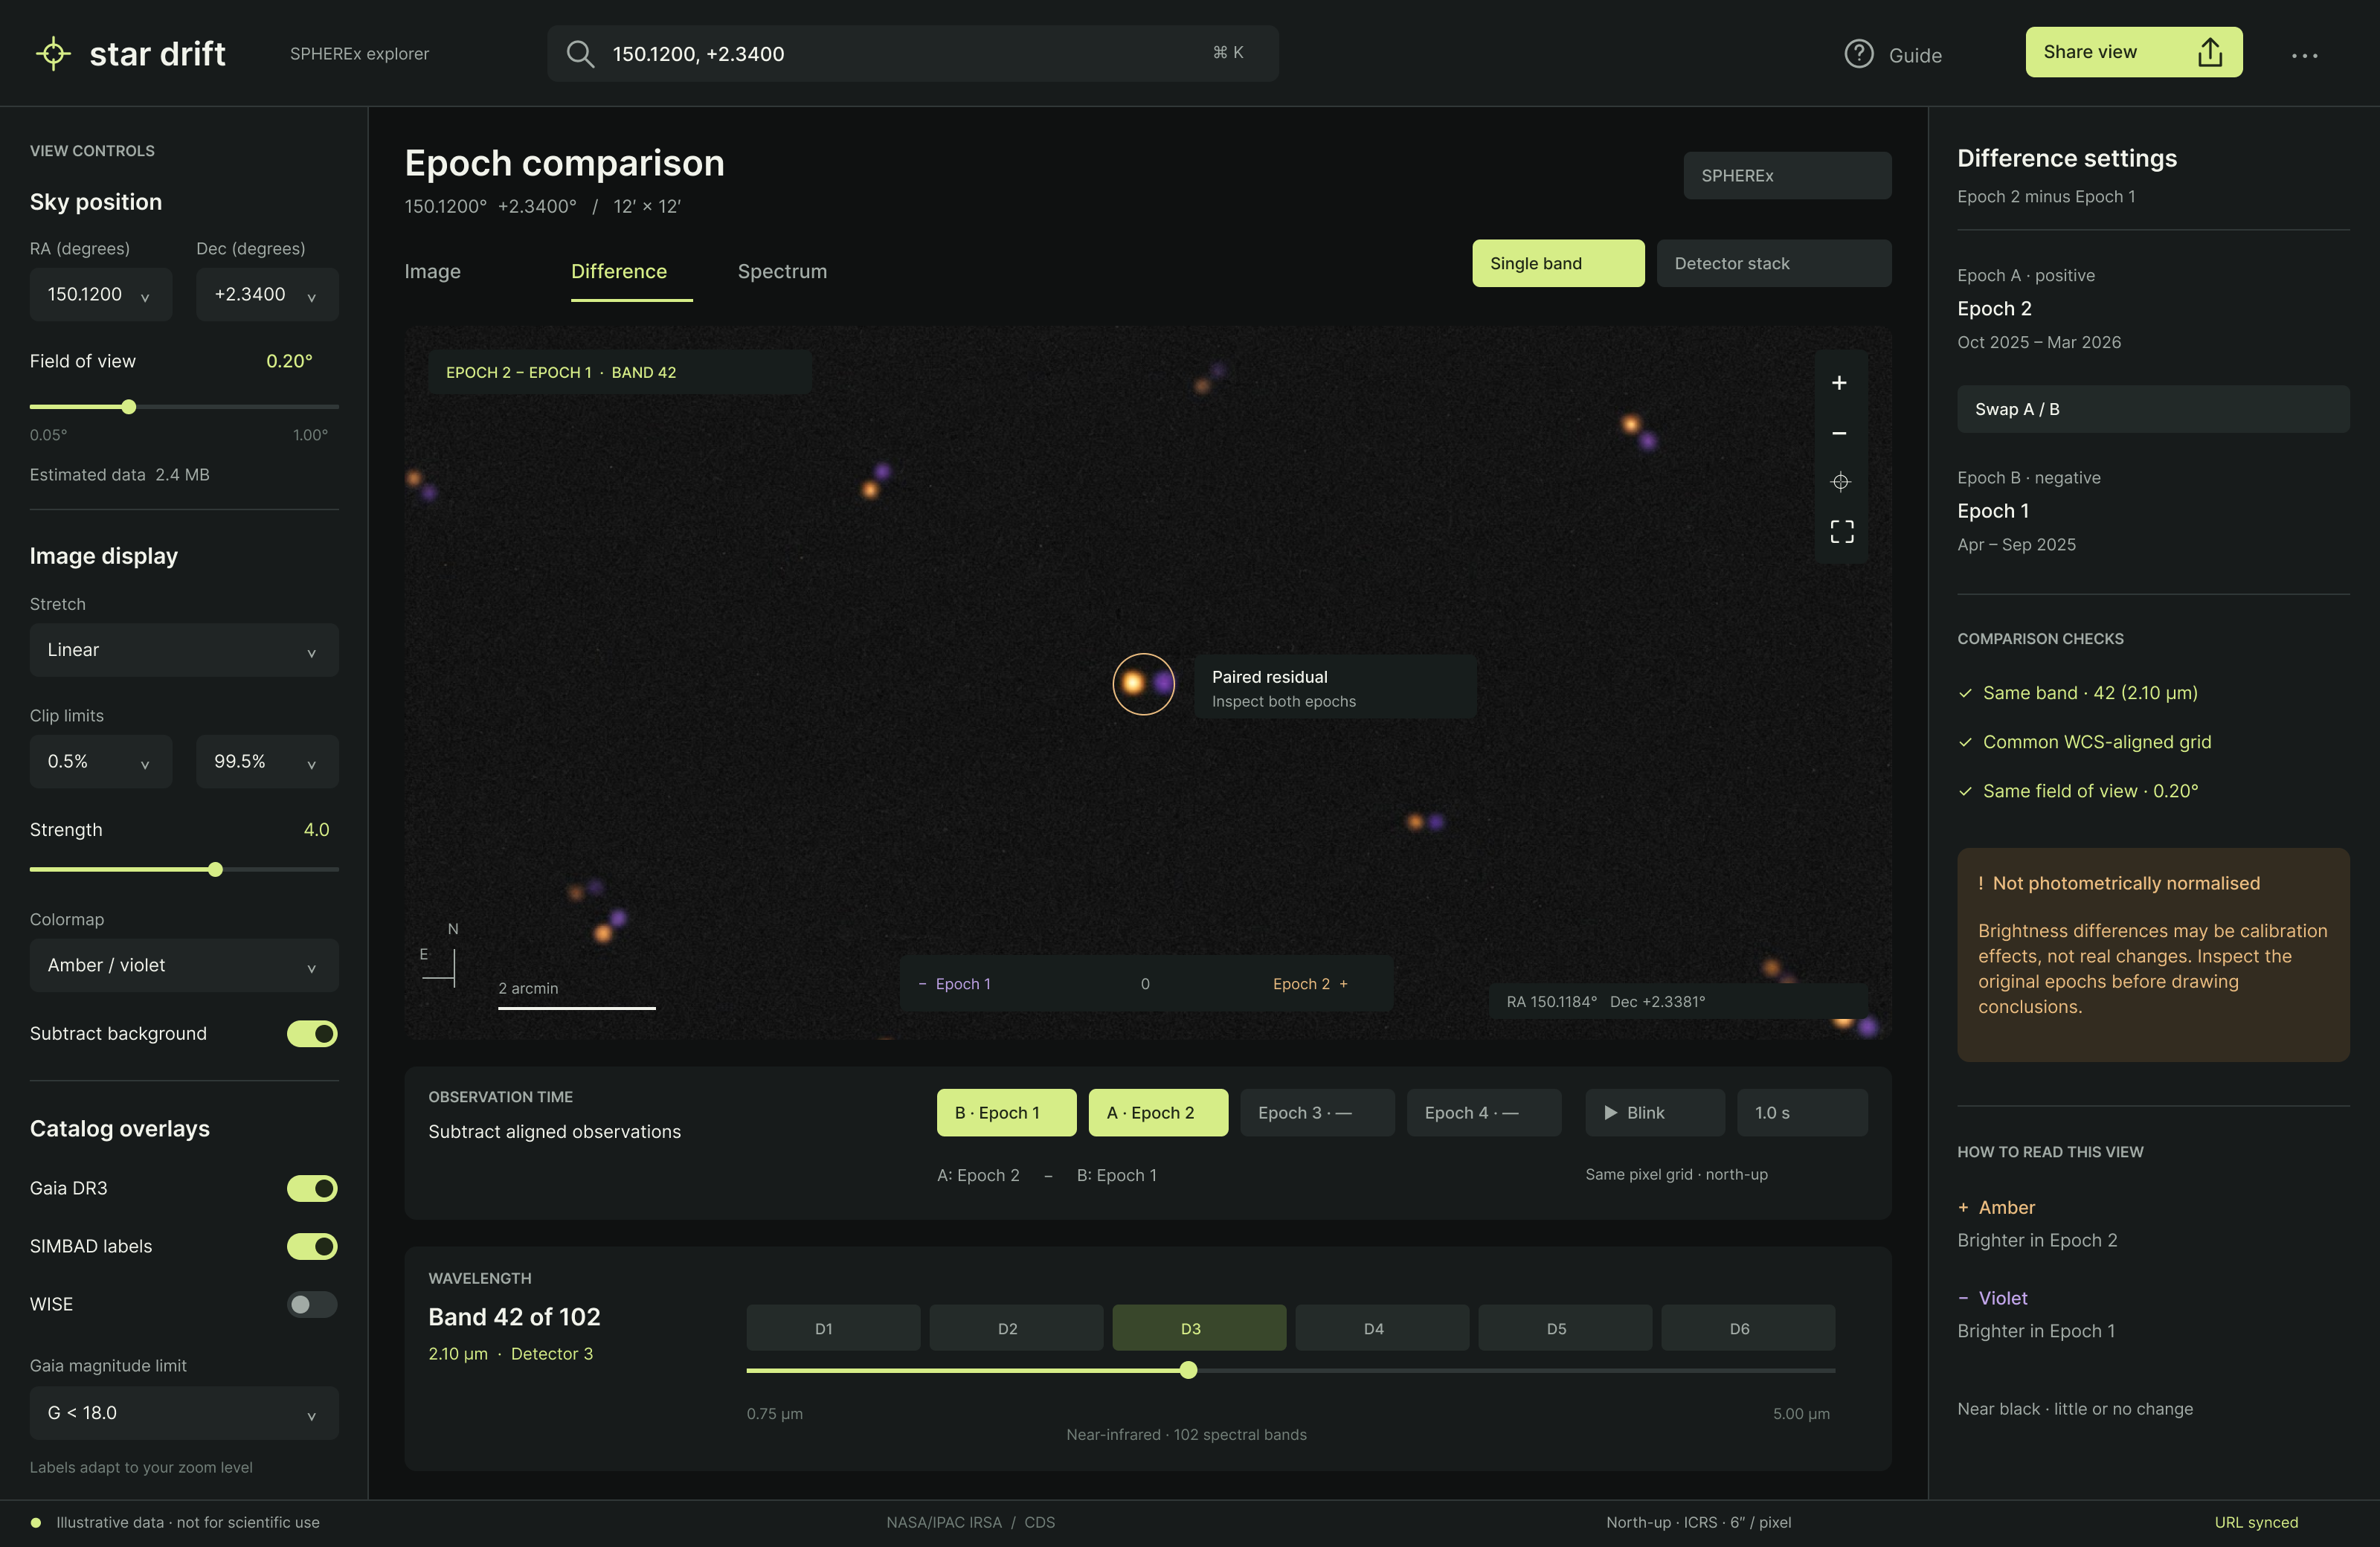 star drift
SPHEREx explorer
150.1200, +2.3400
⌘ K
Guide
Share view
VIEW CONTROLS
Sky position
RA (degrees) Dec (degrees)
150.1200 +2.3400
Field of view 0.20°
0.05° 1.00°
Estimated data 2.4 MB
Image display
Stretch
Linear
Clip limits
0.5% 99.5%
Strength 4.0
Colormap
Amber / violet
Subtract background
Catalog overlays
Gaia DR3
SIMBAD labels
WISE
Gaia magnitude limit
G < 18.0
Labels adapt to your zoom level
Epoch comparison
150.1200° +2.3400° / 12′ × 12′
SPHEREx
Image Difference Spectrum
Single band Detector stack
EPOCH 2 − EPOCH 1 · BAND 42
+
−
Paired residual
Inspect both epochs
N
E
2 arcmin
− Epoch 1 0 Epoch 2 +
RA 150.1184° Dec +2.3381°
OBSERVATION TIME
Subtract aligned observations
B · Epoch 1 A · Epoch 2 Epoch 3 · — Epoch 4 · — Blink 1.0 s
A: Epoch 2 − B: Epoch 1
Same pixel grid · north-up
WAVELENGTH
Band 42 of 102
2.10 µm · Detector 3
D1 D2 D3 D4 D5 D6
0.75 µm 5.00 µm
Near-infrared · 102 spectral bands
Difference settings
Epoch 2 minus Epoch 1
Epoch A · positive
Epoch 2
Oct 2025 – Mar 2026
Swap A / B
Epoch B · negative
Epoch 1
Apr – Sep 2025
COMPARISON CHECKS
✓ Same band · 42 (2.10 µm)
✓ Common WCS-aligned grid
✓ Same field of view · 0.20°
! Not photometrically normalised
Brightness differences may be calibration
effects, not real changes. Inspect the
original epochs before drawing
conclusions.
HOW TO READ THIS VIEW
+ Amber
Brighter in Epoch 2
− Violet
Brighter in Epoch 1
Near black · little or no change
Illustrative data · not for scientific use
NASA/IPAC IRSA / CDS
North-up · ICRS · 6″ / pixel
URL synced